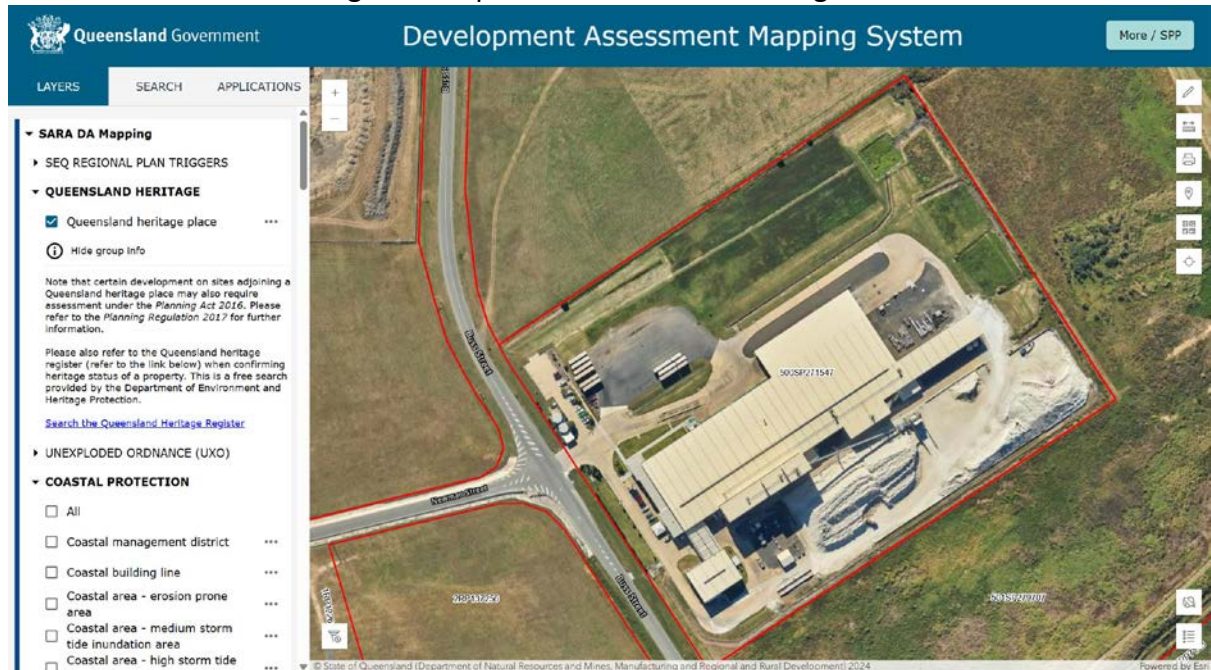 Queensland Government
Development Assessment Mapping System
More / SPP
LAYERS
SEARCH
APPLICATIONS
SARA DA Mapping
SEQ REGIONAL PLAN TRIGGERS
QUEENSLAND HERITAGE
Queensland heritage place
Hide group info
Note that certain development on sites adjoining a
Queensland heritage place may also require
assessment under the Planning Act 2016. Please
refer to the Planning Regulation 2017 for further
information.
Please also refer to the Queensland heritage
register (refer to the link below) when confirming
heritage status of a property. This is a free search
provided by the Department of Environment and
Heritage Protection.
Search the Queensland Heritage Register
UNEXPLODED ORDNANCE (UXO)
COASTAL PROTECTION
All
Coastal management district
Coastal building line
Coastal area - erosion prone
area
Coastal area - medium storm
tide inundation area
Coastal area - high storm tide
Buss Street
500SP271547
Newman Street
Buss Street
2RP137250
© State of Queensland (Department of Natural Resources and Mines, Manufacturing and Regional and Rural Development) 2024
Powered by Esri